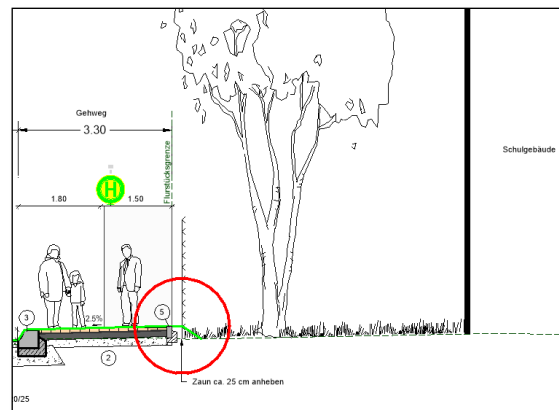 Gehweg
3.30
Flurstücksgrenze
Schulgebäude
H
1.80
1.50
3
2.5%
5
2
Zaun ca. 25 cm anheben
0/25